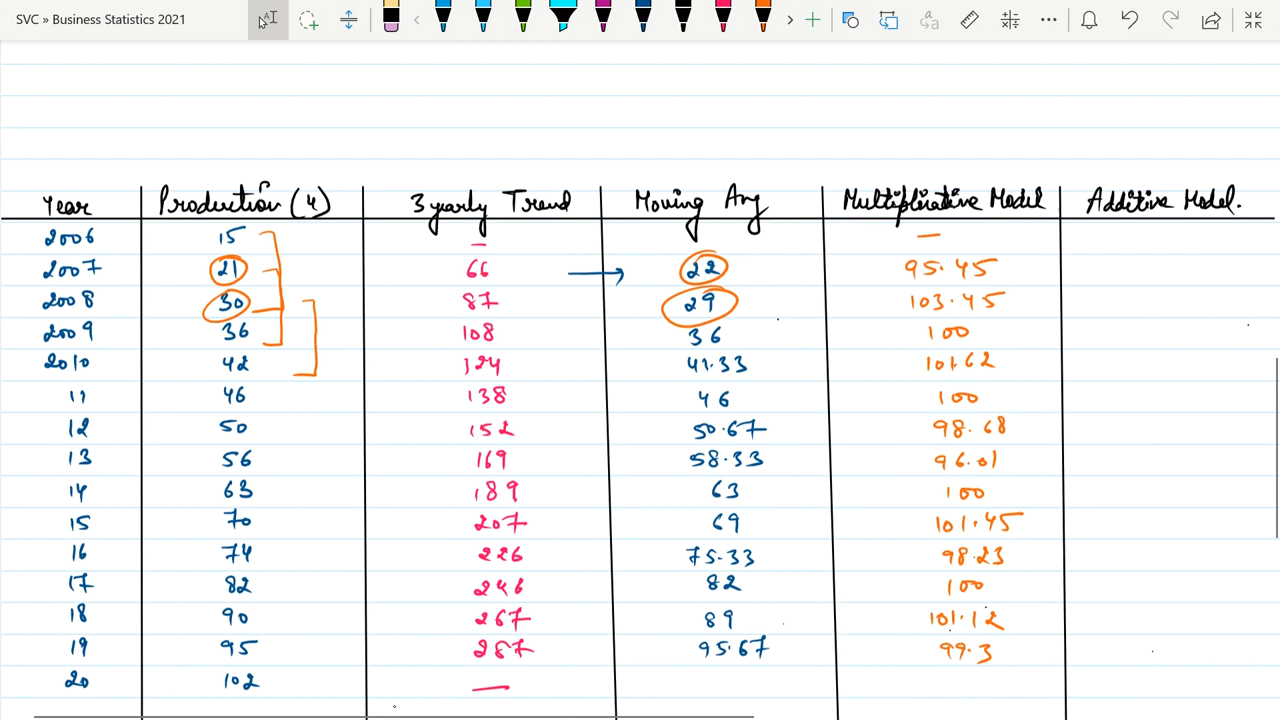 SVC » Business Statistics 2021
Year Production (4) 3 yearly Trend Moving Avg Multiplicative Model Additive Model.
2006 15 — —
2007 21 66 22 95.45
2008 30 87 29 103.45
2009 36 108 36 100
2010 42 124 41.33 101.62
11 46 138 46 100
12 50 152 50.67 98.68
13 56 169 58.33 96.01
14 63 189 63 100
15 70 207 69 101.45
16 74 226 75.33 98.23
17 82 246 82 100
18 90 267 89 101.12
19 95 287 95.67 99.3
20 102 —